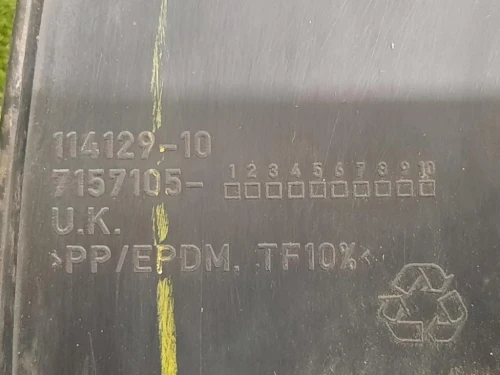 114129-10
1 2 3 4 5 6 7 8 9 10
7157105-
U.K.
>PP/EPDM, TF10%<